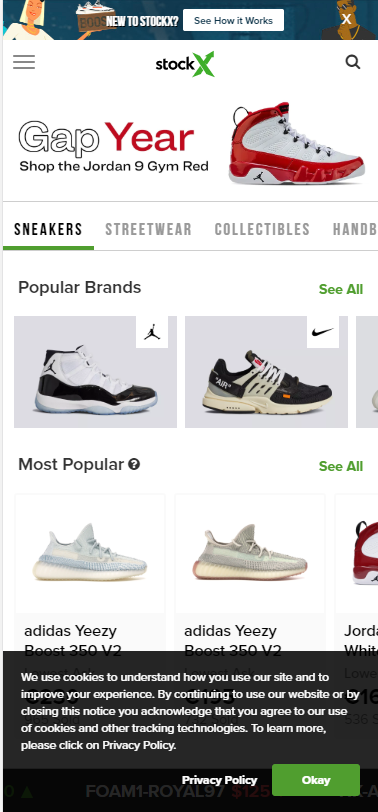 NEW TO STOCKX?
See How it Works
X
stockX
Gap Year
Shop the Jordan 9 Gym Red
SNEAKERS STREETWEAR COLLECTIBLES HANDB
Popular Brands
See All
"AIR"
Most Popular ?
See All
adidas Yeezy
Boost 350 V2
adidas Yeezy
Boost 350 V2
Jorda
White
Lowest Ask
Lowe
We use cookies to understand how you use our site and to
improve your experience. By continuing to use our website or by
closing this notice you acknowledge that you agree to our use
of cookies and other tracking technologies. To learn more,
please click on Privacy Policy.
Privacy Policy
Okay
FOAM1-ROYAL97